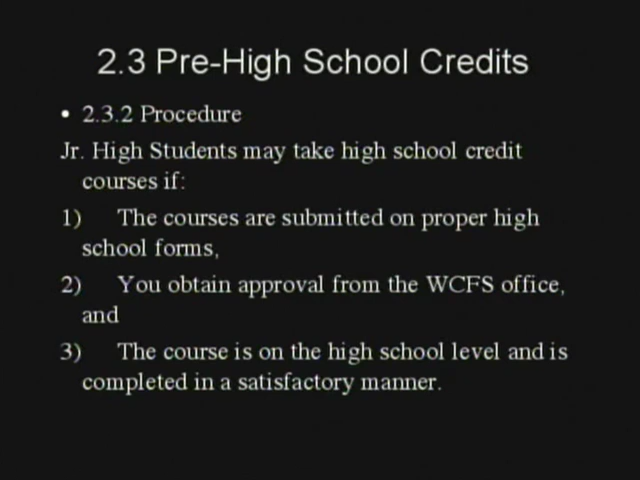 2.3 Pre-High School Credits
• 2.3.2 Procedure
Jr. High Students may take high school credit
courses if:
1) The courses are submitted on proper high
school forms,
2) You obtain approval from the WCFS office,
and
3) The course is on the high school level and is
completed in a satisfactory manner.